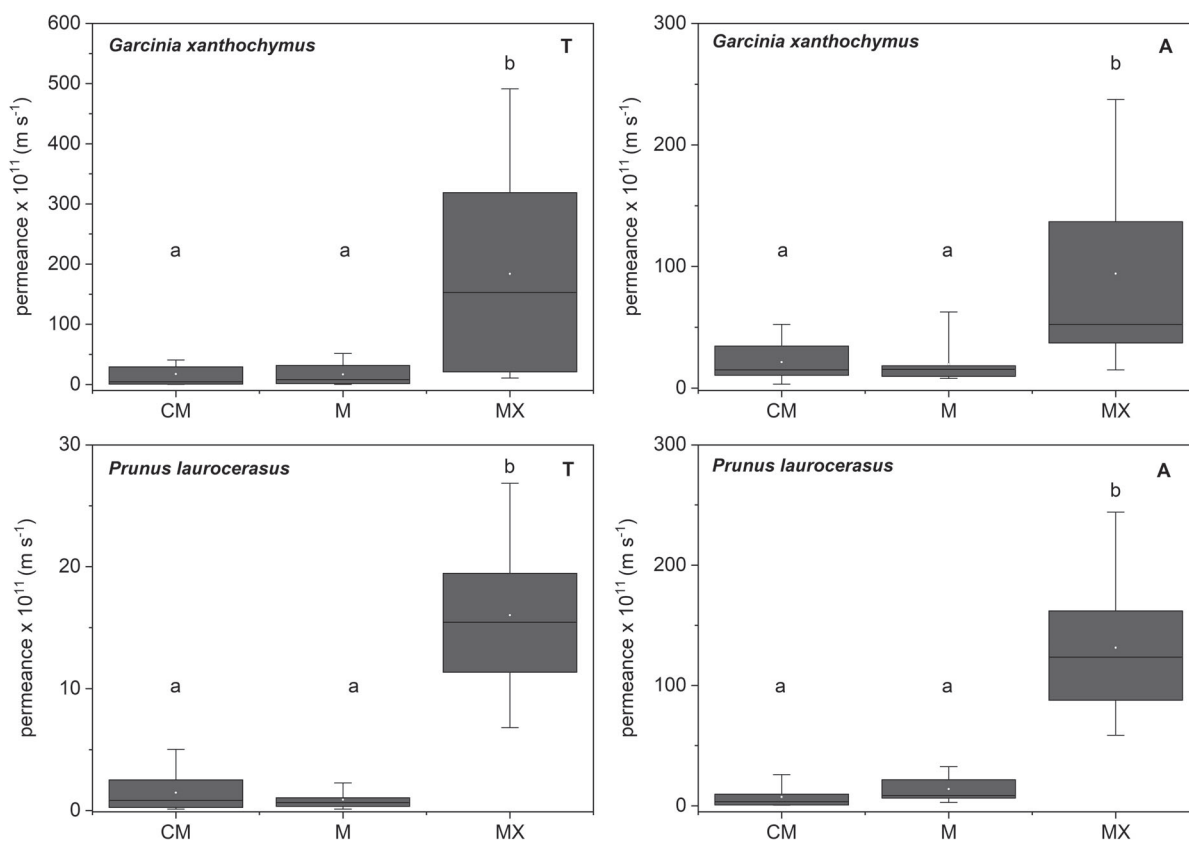 Garcinia xanthochymus T
600
500
400
300
200
100
0
permeance x 10¹¹ (m s⁻¹)
a a b
CM M MX
Garcinia xanthochymus A
300
200
100
0
permeance x 10¹¹ (m s⁻¹)
a a b
CM M MX
Prunus laurocerasus T
30
20
10
0
permeance x 10¹¹ (m s⁻¹)
a a b
CM M MX
Prunus laurocerasus A
300
200
100
0
permeance x 10¹¹ (m s⁻¹)
a a b
CM M MX